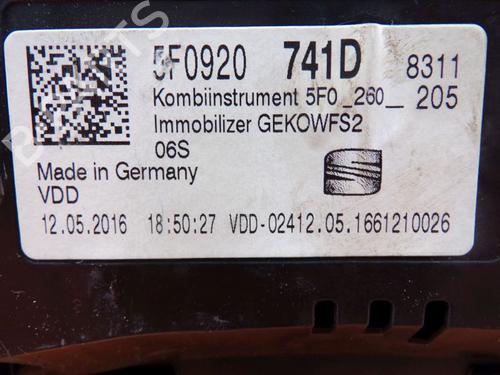 5F0920 741D 8311
Kombiinstrument 5F0_260__ 205
Immobilizer GEKOWFS2
06S
Made in Germany
VDD
12.05.2016 18:50:27 VDD-02412.05.1661210026